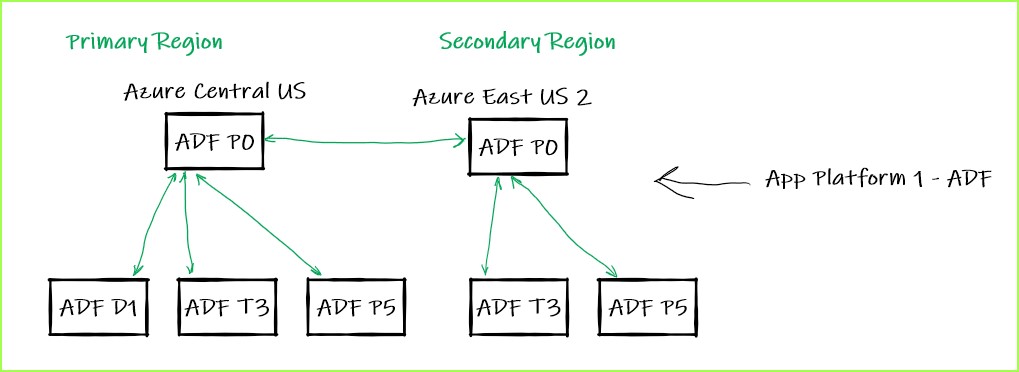 Primary Region
Secondary Region
Azure Central US
Azure East US 2
ADF P0
ADF P0
App Platform 1 - ADF
ADF D1
ADF T3
ADF P5
ADF T3
ADF P5